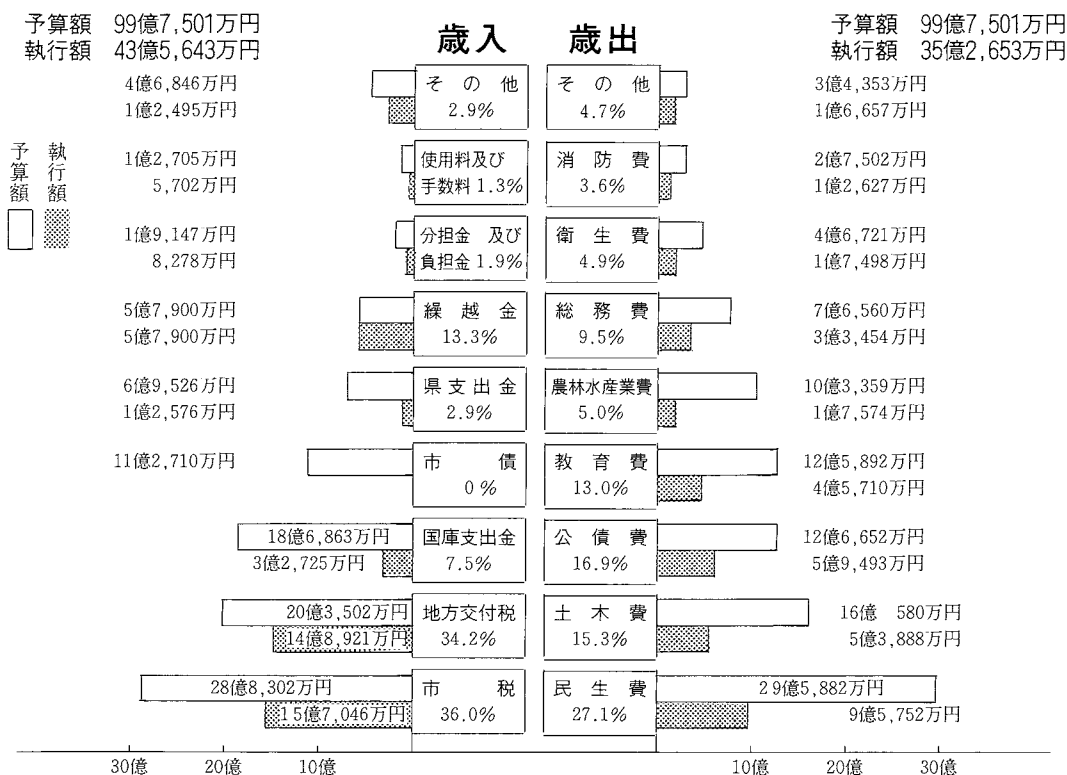 予算額 99億7,501万円
執行額 43億5,643万円
歳入 歳出
予算額 99億7,501万円
執行額 35億2,653万円
予算額
執行額
4億6,846万円
1億2,495万円
その他
2.9%
その他
4.7%
3億4,353万円
1億6,657万円
1億2,705万円
5,702万円
使用料及び
手数料 1.3%
消防費
3.6%
2億7,502万円
1億2,627万円
1億9,147万円
8,278万円
分担金 及び
負担金 1.9%
衛生費
4.9%
4億6,721万円
1億7,498万円
5億7,900万円
5億7,900万円
繰越金
13.3%
総務費
9.5%
7億6,560万円
3億3,454万円
6億9,526万円
1億2,576万円
県支出金
2.9%
農林水産業費
5.0%
10億3,359万円
1億7,574万円
11億2,710万円
市債
0%
教育費
13.0%
12億5,892万円
4億5,710万円
18億6,863万円
3億2,725万円
国庫支出金
7.5%
公債費
16.9%
12億6,652万円
5億9,493万円
20億3,502万円
14億8,921万円
地方交付税
34.2%
土木費
15.3%
16億 580万円
5億3,888万円
28億8,302万円
15億7,046万円
市税
36.0%
民生費
27.1%
29億5,882万円
9億5,752万円
30億 20億 10億 10億 20億 30億